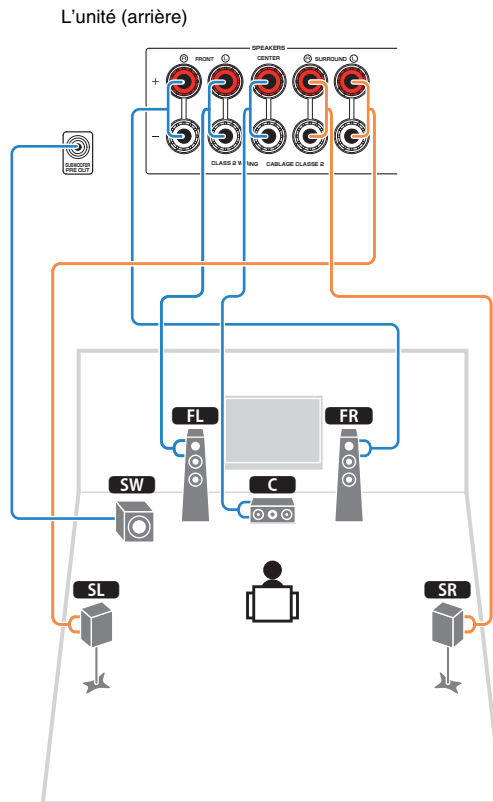 L'unité (arrière)
SPEAKERS
R FRONT L CENTER R SURROUND L
+
–
SUBWOOFER
PRE OUT
CLASS 2 WIRING CABLAGE CLASSE 2
FL FR
SW C
SL SR